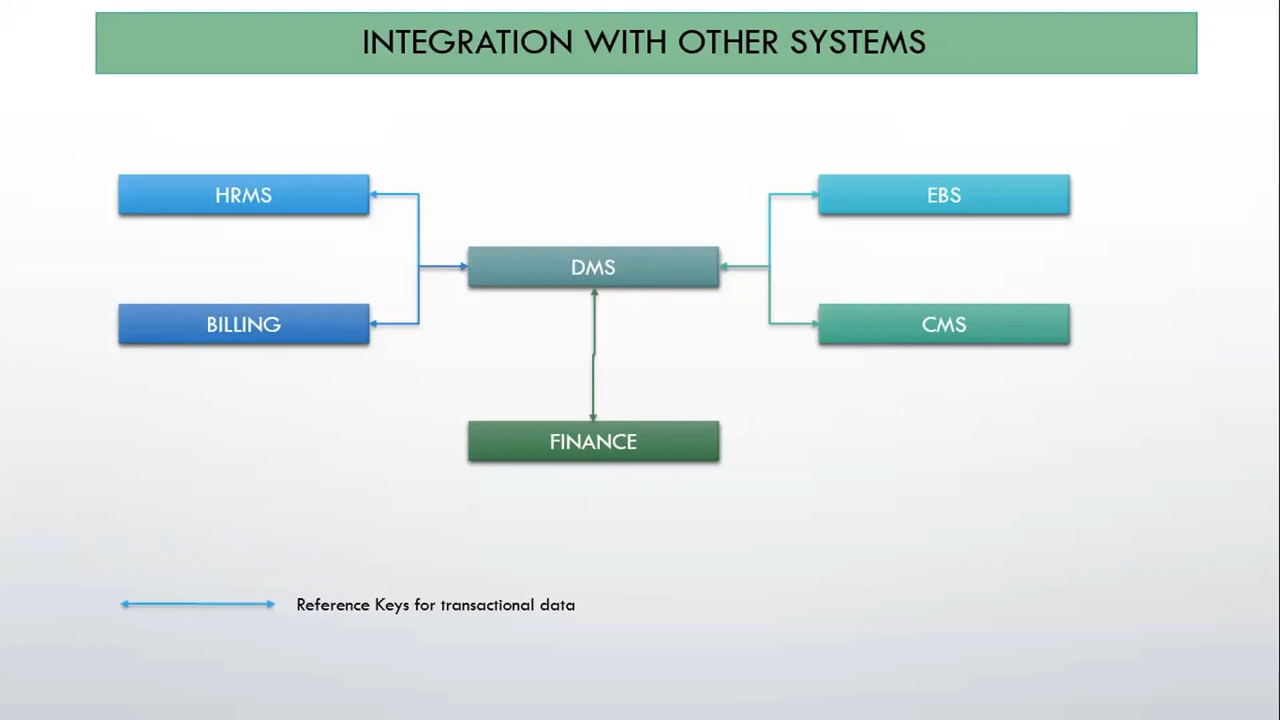 INTEGRATION WITH OTHER SYSTEMS
HRMS
EBS
DMS
BILLING
CMS
FINANCE
Reference Keys for transactional data